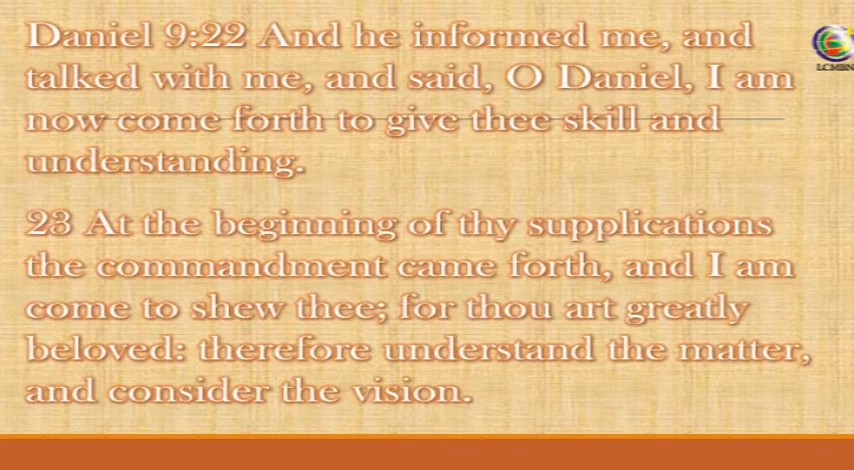 Daniel 9:22 And he informed me, and
talked with me, and said, O Daniel, I am
now come forth to give thee skill and
understanding.
23 At the beginning of thy supplications
the commandment came forth, and I am
come to shew thee; for thou art greatly
beloved: therefore understand the matter,
and consider the vision.